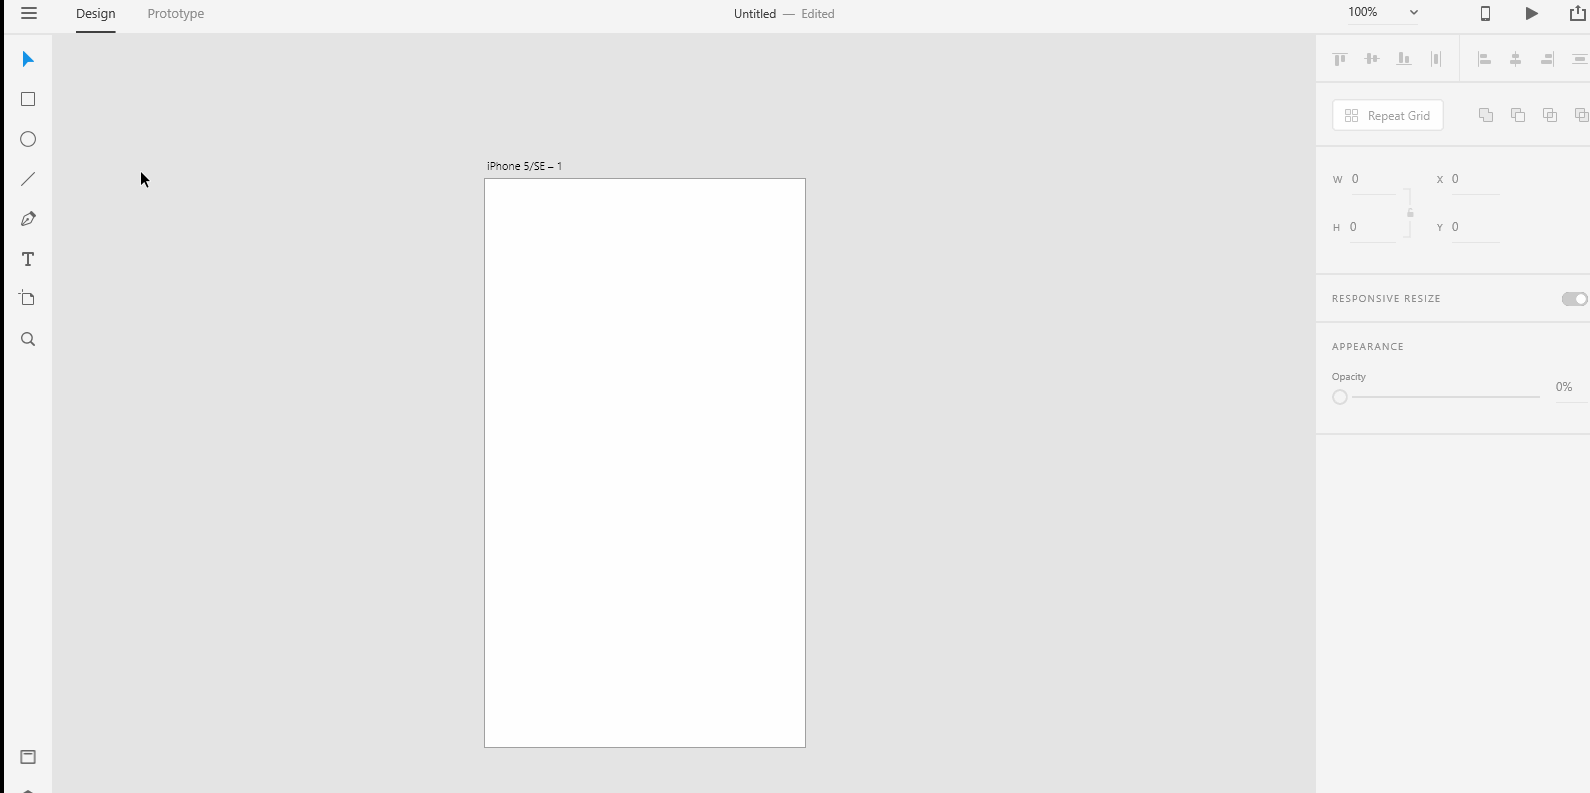 Design Prototype Untitled — Edited 100%
iPhone 5/SE – 1
Repeat Grid
W 0 X 0
H 0 Y 0
RESPONSIVE RESIZE
APPEARANCE
Opacity
0%